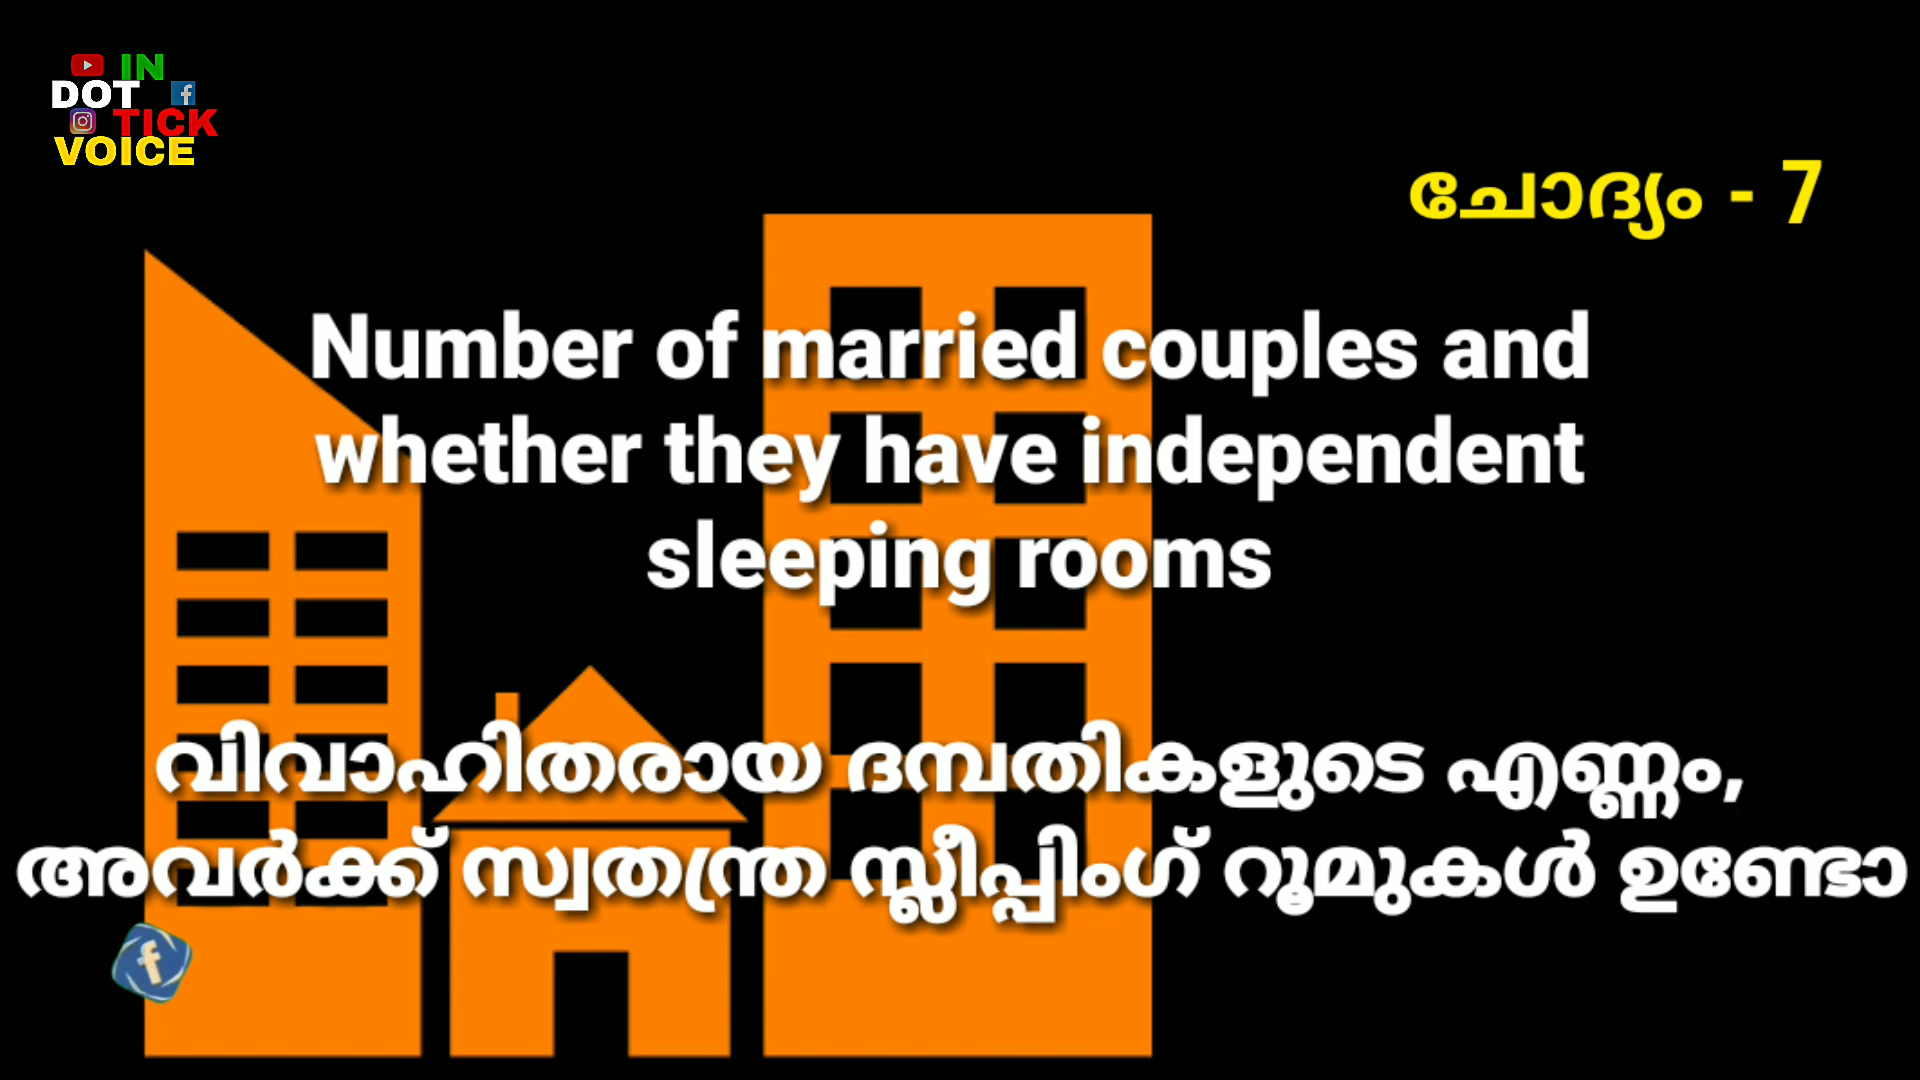 IN
DOT
TICK
VOICE
ചോദ്യം - 7
Number of married couples and
whether they have independent
sleeping rooms
വിവാഹിതരായ ദമ്പതികളുടെ എണ്ണം,
അവർക്ക് സ്വതന്ത്ര സ്ലീപ്പിംഗ് റൂമുകൾ ഉണ്ടോ